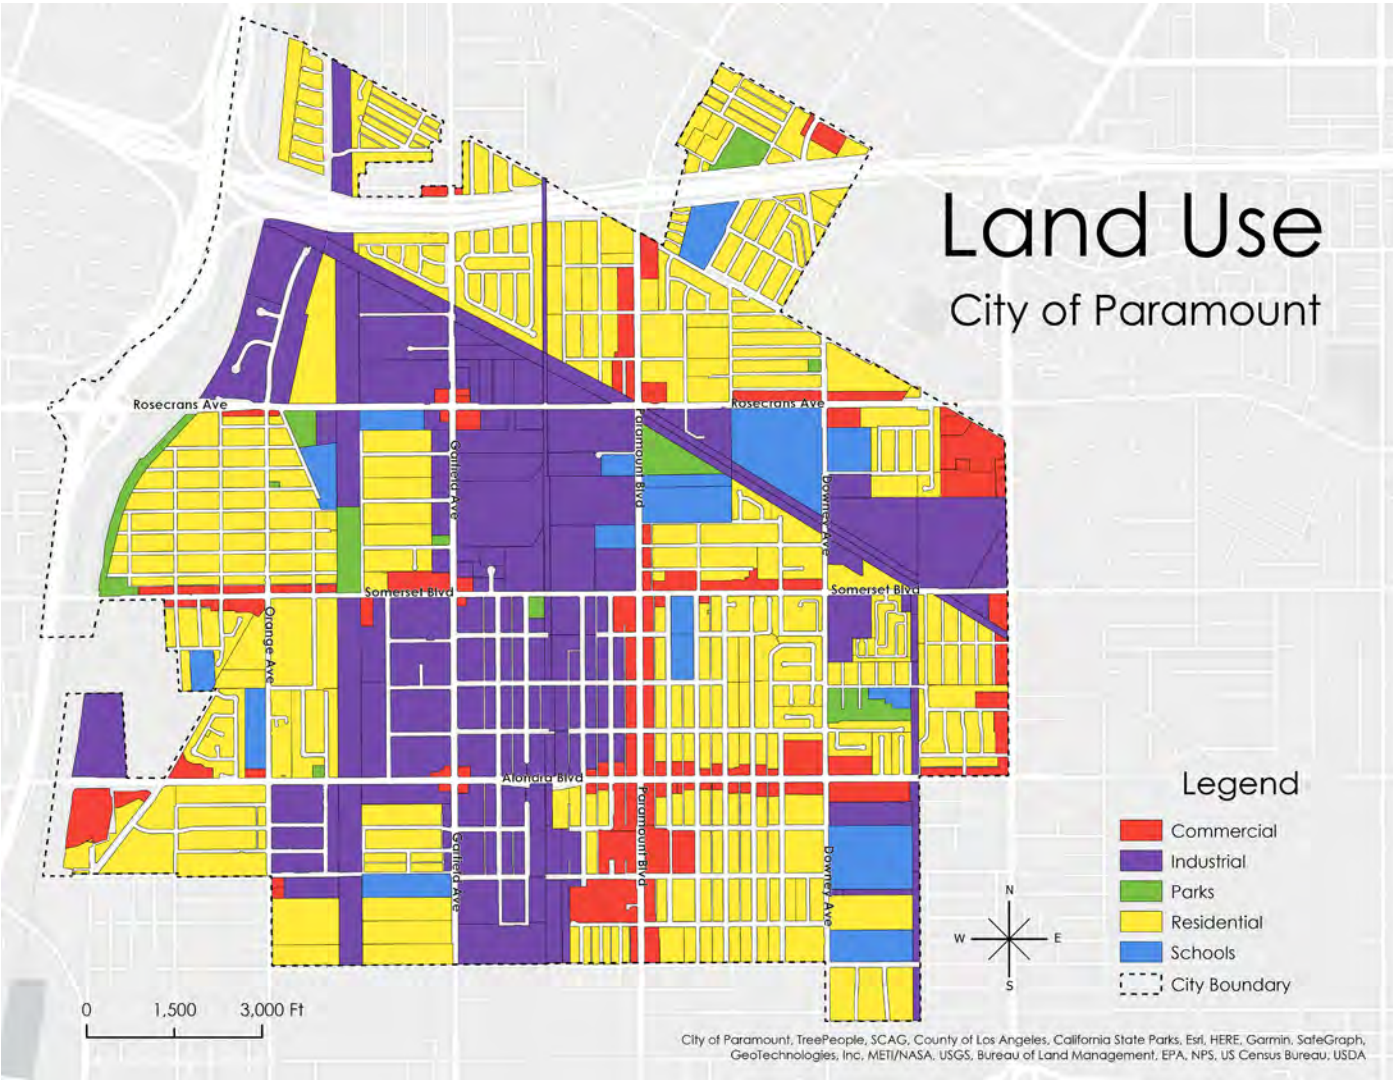 Land Use
City of Paramount
Rosecrans Ave
Rosecrans Ave
Garfield Ave
Paramount Blvd
Downey Ave
Somerset Blvd
Somerset Blvd
Orange Ave
Alondra Blvd
Garfield Ave
Paramount Blvd
Downey Ave
Legend
Commercial
Industrial
Parks
Residential
Schools
City Boundary
N
W E
S
0 1,500 3,000 Ft
City of Paramount, TreePeople, SCAG, County of Los Angeles, California State Parks, Esri, HERE, Garmin, SafeGraph,
GeoTechnologies, Inc, METI/NASA, USGS, Bureau of Land Management, EPA, NPS, US Census Bureau, USDA